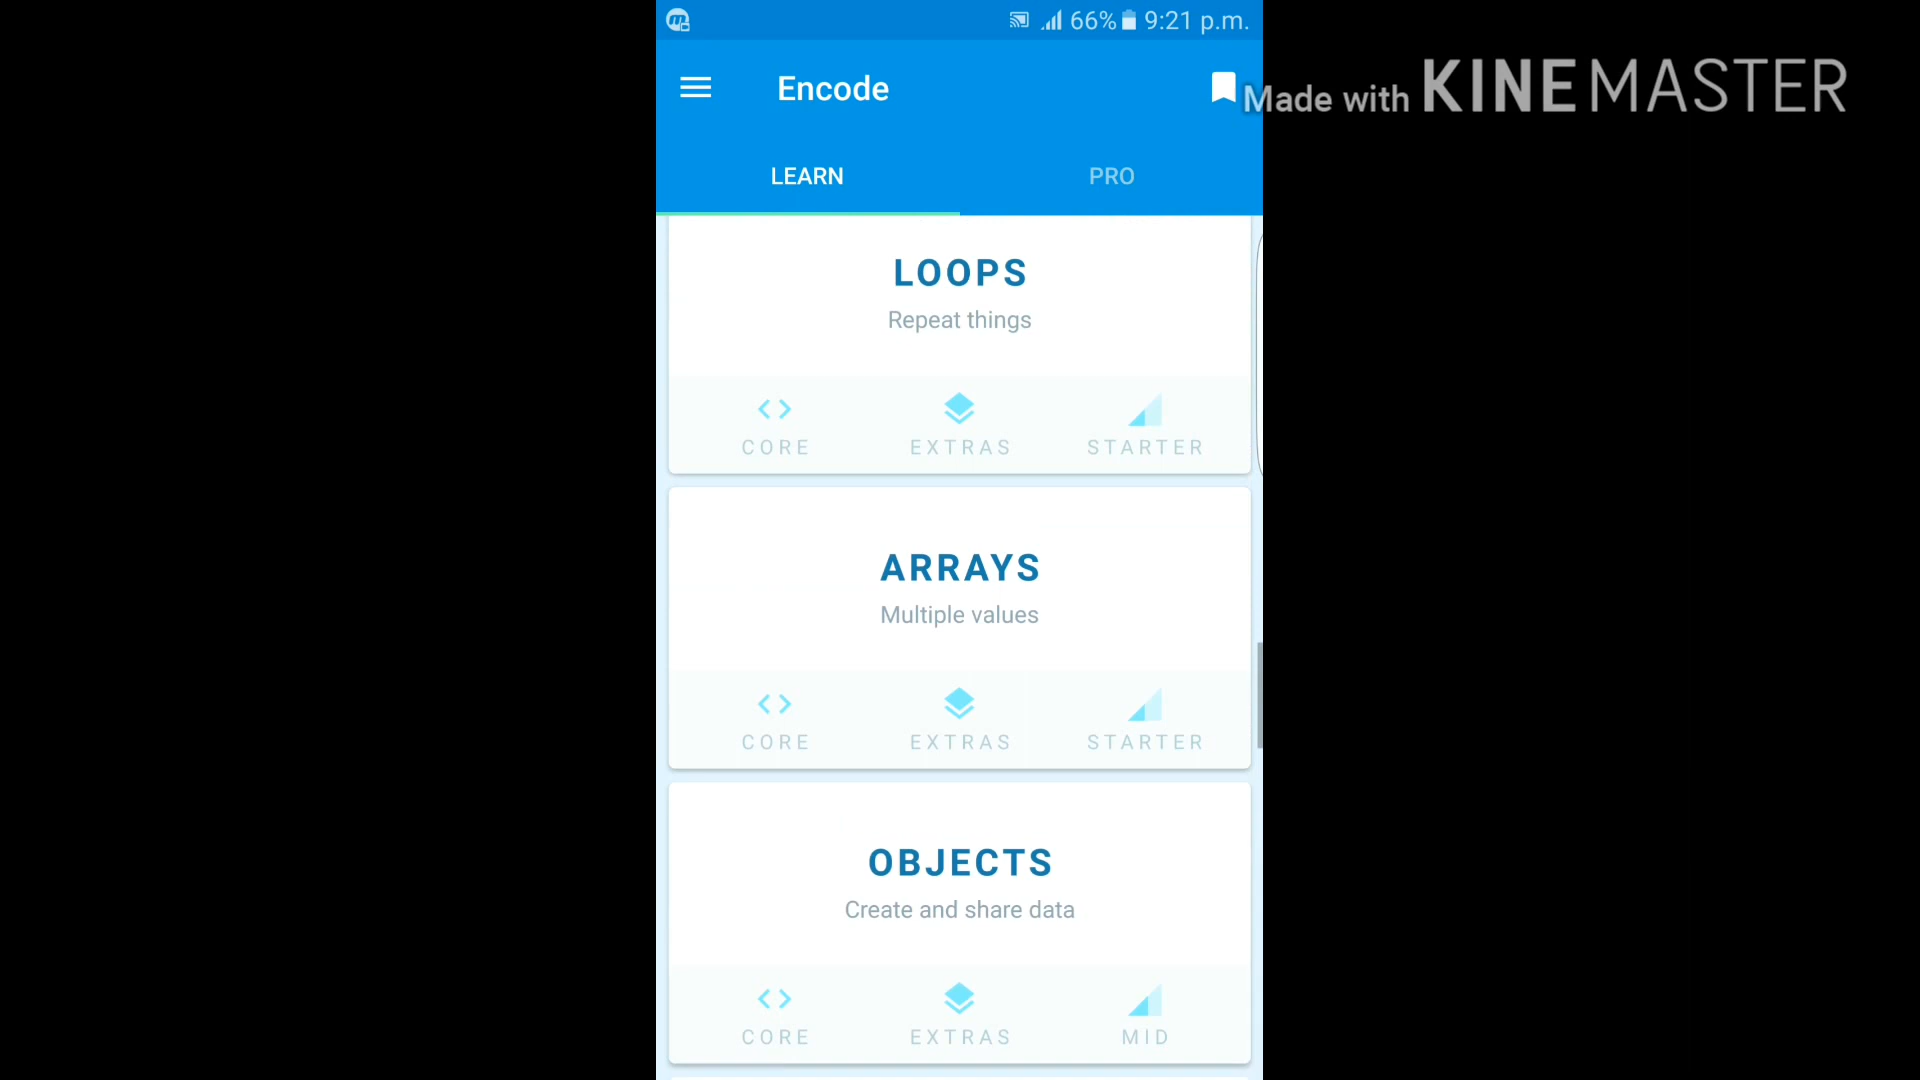 66% 9:21 p.m.
Encode
Made with KINEMASTER
LEARN PRO
LOOPS
Repeat things
CORE EXTRAS STARTER
ARRAYS
Multiple values
CORE EXTRAS STARTER
OBJECTS
Create and share data
CORE EXTRAS MID